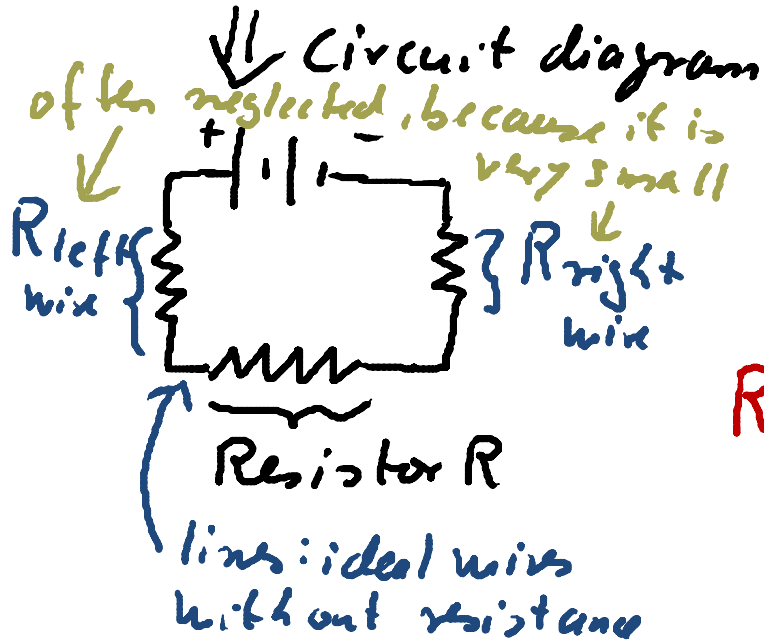 Circuit diagram
often neglected, because it is
very small
+ -
R left
wire
R right
wire
R
Resistor R
lines: ideal wires
without resistance